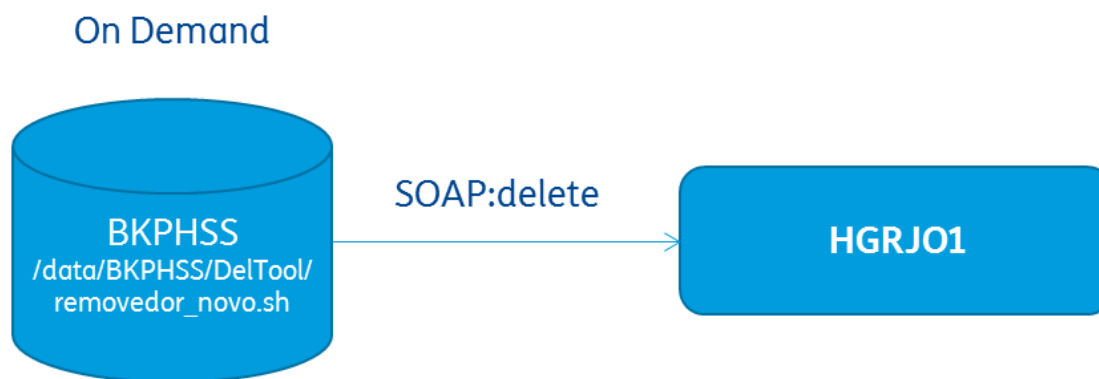 On Demand
SOAP:delete
BKPHSS
/data/BKPHSS/DelTool/
removedor_novo.sh
HGRJO1